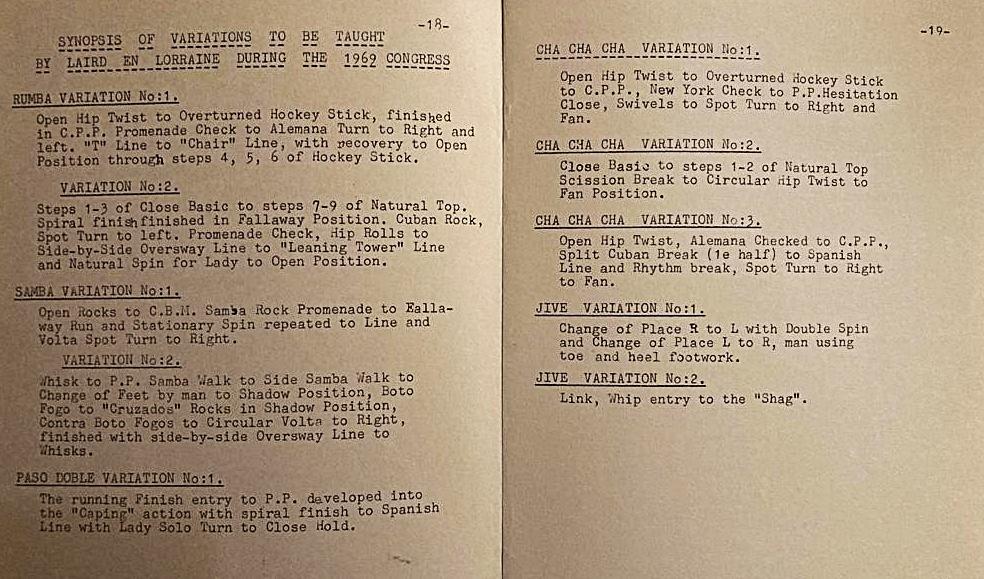 -18-
SYNOPSIS OF VARIATIONS TO BE TAUGHT
BY LAIRD EN LORRAINE DURING THE 1969 CONGRESS
RUMBA VARIATION No:1.
Open Hip Twist to Overturned Hockey Stick, finished
in C.P.P. Promenade Check to Alemana Turn to Right and
left. "T" Line to "Chair" Line, with recovery to Open
Position through steps 4, 5, 6 of Hockey Stick.
VARIATION No:2.
Steps 1-3 of Close Basic to steps 7-9 of Natural Top.
Spiral finish finished in Fallaway Position. Cuban Rock,
Spot Turn to left. Promenade Check, Hip Rolls to
Side-by-Side Oversway Line to "Leaning Tower" Line
and Natural Spin for Lady to Open Position.
SAMBA VARIATION No:1.
Open Rocks to C.B.M. Samba Rock Promenade to Falla-
way Run and Stationary Spin repeated to Line and
Volta Spot Turn to Right.
VARIATION No:2.
Whisk to P.P. Samba Walk to Side Samba Walk to
Change of Feet by man to Shadow Position, Boto
Fogo to "Cruzados" Rocks in Shadow Position,
Contra Boto Fogos to Circular Volta to Right,
finished with side-by-side Oversway Line to
Whisks.
PASO DOBLE VARIATION No:1.
The running Finish entry to P.P. developed into
the "Caping" action with spiral finish to Spanish
Line with Lady Solo Turn to Close Hold.
-19-
CHA CHA CHA VARIATION No:1.
Open Hip Twist to Overturned Hockey Stick
to C.P.P., New York Check to P.P.Hesitation
Close, Swivels to Spot Turn to Right and
Fan.
CHA CHA CHA VARIATION No:2.
Close Basic to steps 1-2 of Natural Top
Scission Break to Circular Hip Twist to
Fan Position.
CHA CHA CHA VARIATION No:3.
Open Hip Twist, Alemana Checked to C.P.P.,
Split Cuban Break (1e half) to Spanish
Line and Rhythm break, Spot Turn to Right
to Fan.
JIVE VARIATION No:1.
Change of Place R to L with Double Spin
and Change of Place L to R, man using
toe and heel footwork.
JIVE VARIATION No:2.
Link, Whip entry to the "Shag".